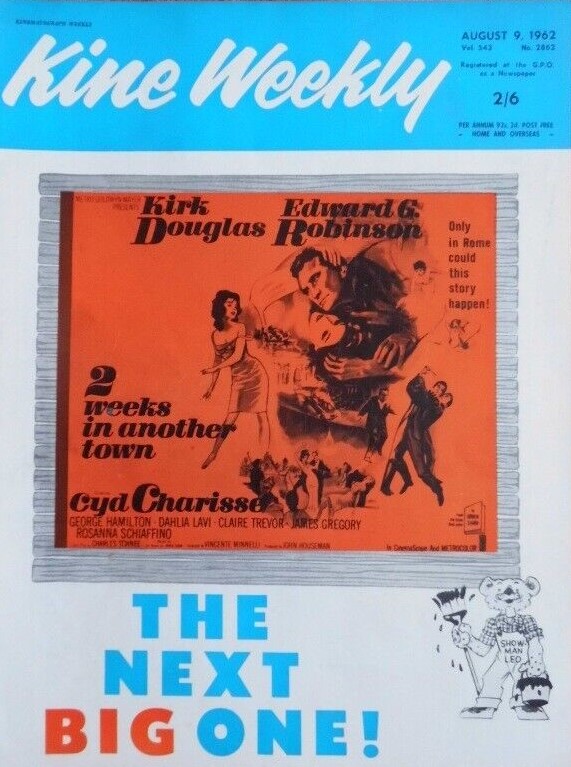 KINEMATOGRAPH WEEKLY
Kine Weekly
AUGUST 9, 1962
Vol. 543 No. 2862
Registered at the G.P.O.
as a Newspaper
2/6
PER ANNUM 93s. 3d. POST FREE
- HOME AND OVERSEAS -
METRO-GOLDWYN-MAYER
PRESENTS
Kirk Douglas
Edward G. Robinson
Only
in Rome
could
this
story
happen!
2
weeks
in another
town
Cyd Charisse
GEORGE HAMILTON · DAHLIA LAVI · CLAIRE TREVOR · JAMES GREGORY
ROSANNA SCHIAFFINO
CHARLES SCHNEE VINCENTE MINNELLI JOHN HOUSEMAN
In CinemaScope And METROCOLOR
SHOW-
MAN
LEO
THE
NEXT
BIG ONE!